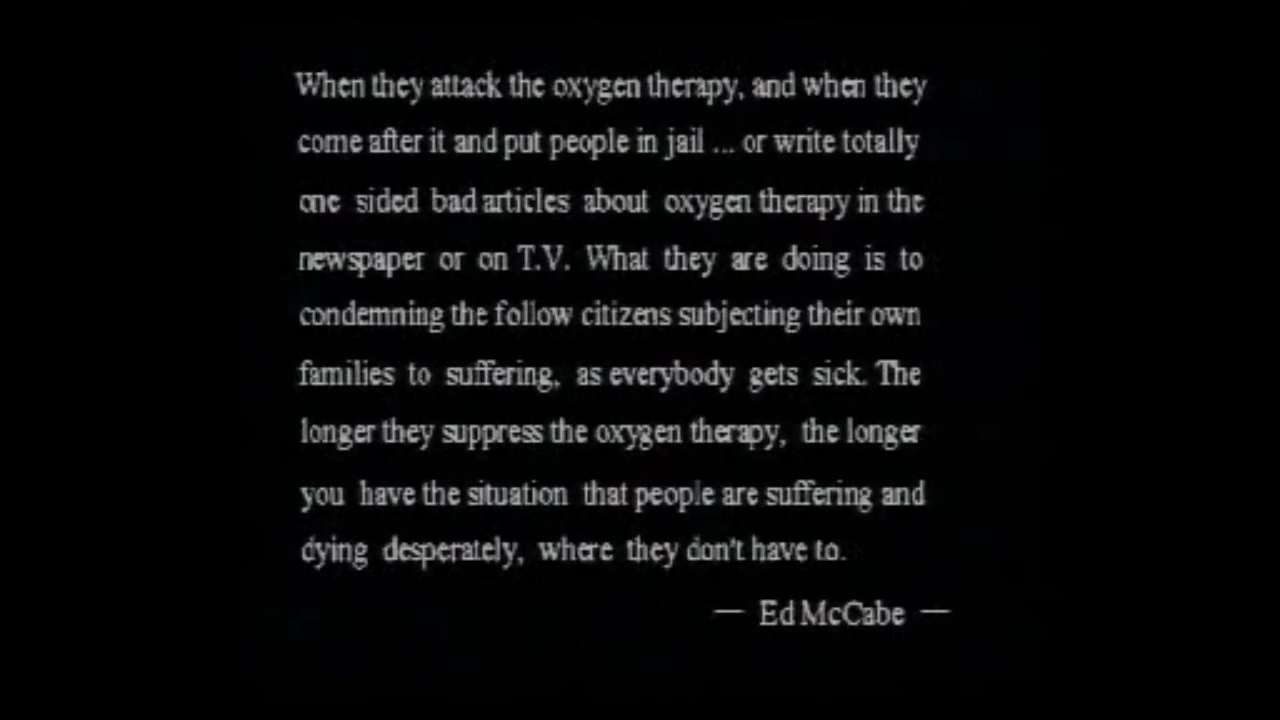 When they attack the oxygen therapy, and when they
come after it and put people in jail ... or write totally
one sided bad articles about oxygen therapy in the
newspaper or on T.V. What they are doing is to
condemning the follow citizens subjecting their own
families to suffering, as everybody gets sick. The
longer they suppress the oxygen therapy, the longer
you have the situation that people are suffering and
dying desperately, where they don't have to.
— Ed McCabe —